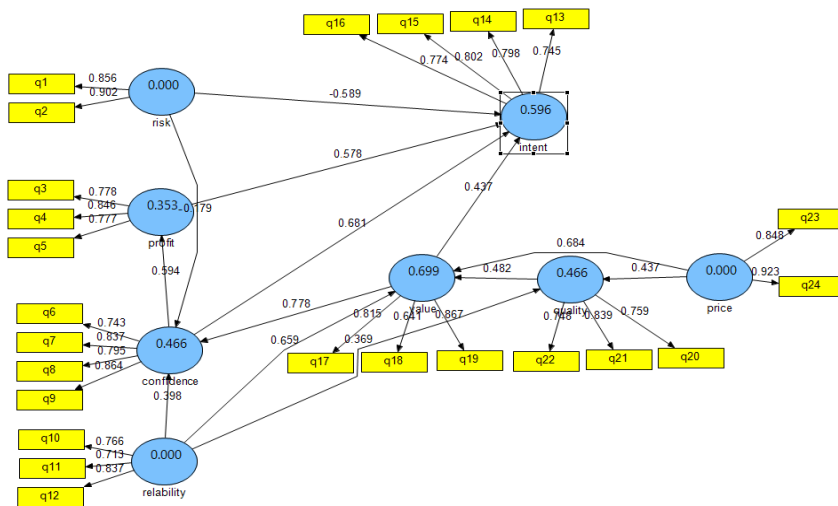 q16
q15
q14
q13
0.774
0.802
0.798
0.745
q1
q2
0.856
0.902
0.000
risk
-0.589
0.596
intent
q3
q4
q5
0.778
0.846
0.777
0.353
profit
-0.179
0.578
0.437
0.681
0.594
q6
q7
q8
q9
0.743
0.837
0.795
0.864
0.466
confidence
0.398
0.778
0.699
value
0.482
0.684
0.466
quality
0.437
0.000
price
q23
q24
0.848
0.923
0.815
0.641
0.867
q17
q18
q19
0.748
0.839
0.759
q22
q21
q20
0.659
0.369
q10
q11
q12
0.766
0.713
0.837
0.000
relability